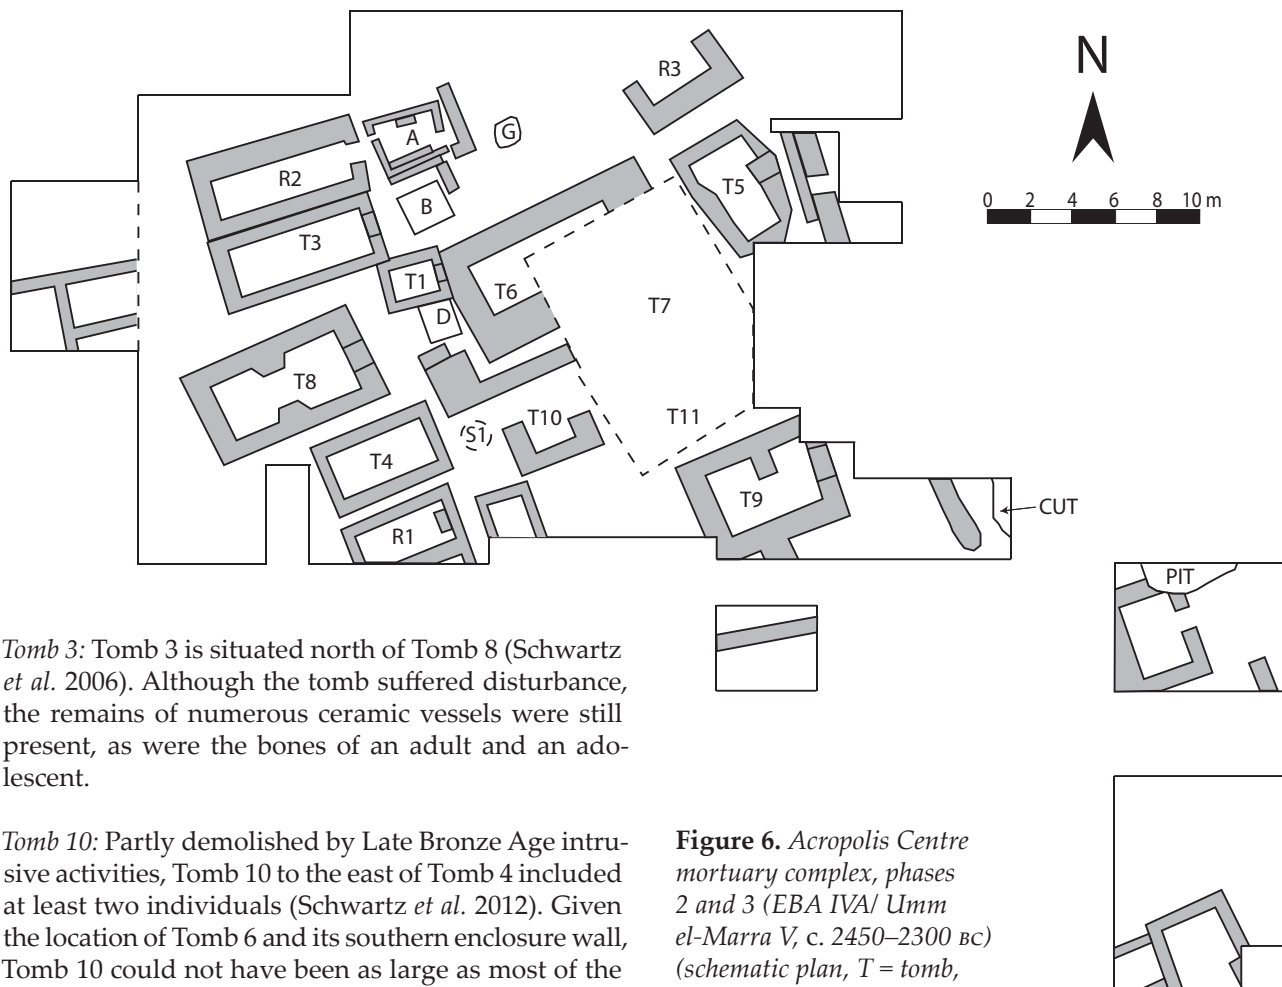 N
0 2 4 6 8 10 m
R3
A
G
R2
T5
B
T3
T1
T6
T7
D
T8
T10
T11
S1
T4
T9
R1
CUT
PIT
Tomb 3: Tomb 3 is situated north of Tomb 8 (Schwartz
et al. 2006). Although the tomb suffered disturbance,
the remains of numerous ceramic vessels were still
present, as were the bones of an adult and an ado-
lescent.
Tomb 10: Partly demolished by Late Bronze Age intru-
sive activities, Tomb 10 to the east of Tomb 4 included
at least two individuals (Schwartz et al. 2012). Given
the location of Tomb 6 and its southern enclosure wall,
Tomb 10 could not have been as large as most of the
Figure 6. Acropolis Centre
mortuary complex, phases
2 and 3 (EBA IVA/ Umm
el-Marra V, c. 2450–2300 BC)
(schematic plan, T = tomb,